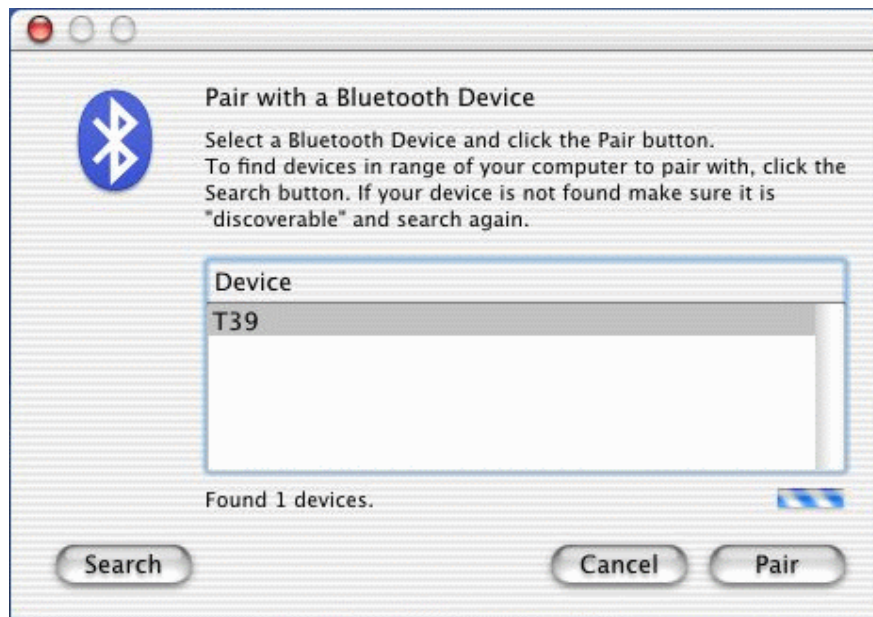 Pair with a Bluetooth Device
Select a Bluetooth Device and click the Pair button.
To find devices in range of your computer to pair with, click the
Search button. If your device is not found make sure it is
"discoverable" and search again.
Device
T39
Found 1 devices.
Search
Cancel
Pair